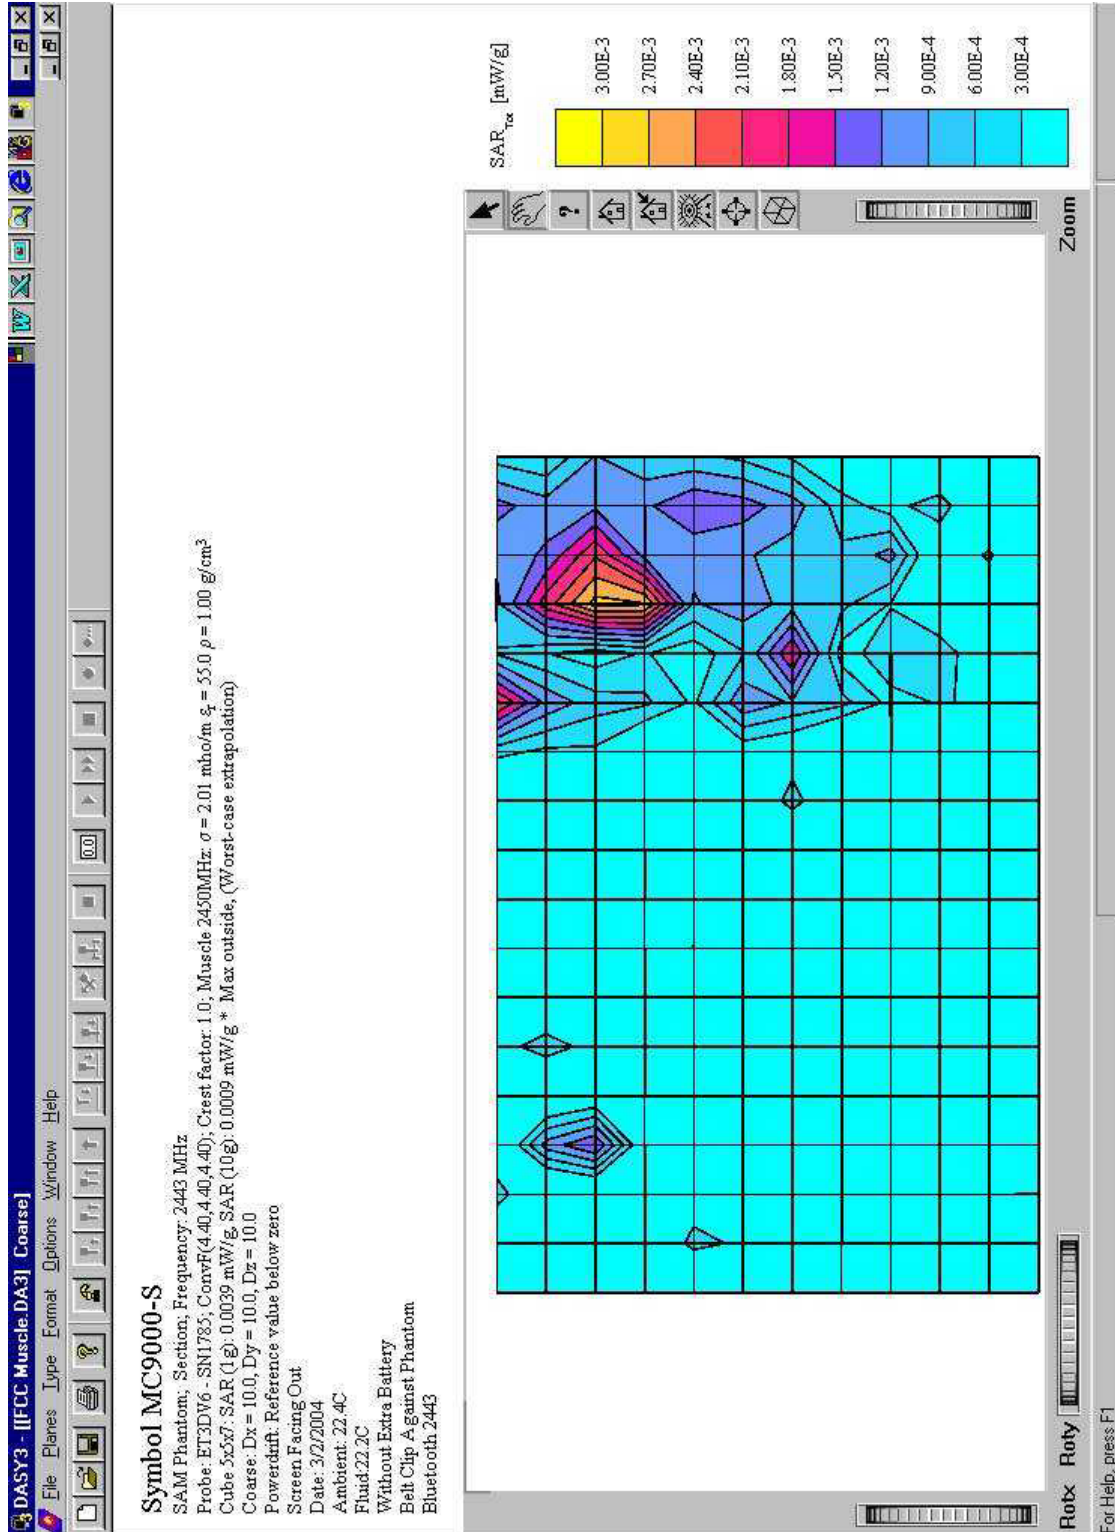 DASY3 - [[FCC Muscle.DA3] Coarse]
File Planes Type Format Options Window Help
0.0
Symbol MC9000-S
SAM Phantom; Section; Frequency: 2443 MHz
Probe: ET3DV6 - SN1785; ConvF(4.40,4.40,4.40); Crest factor: 1.0; Muscle 2450MHz: σ = 2.01 mho/m εr = 55.0 ρ = 1.00 g/cm³
Cube 5x5x7: SAR (1g): 0.0039 mW/g, SAR (10g): 0.0009 mW/g * Max outside, (Worst-case extrapolation)
Coarse: Dx = 10.0, Dy = 10.0, Dz = 10.0
Powerdrift: Reference value below zero
Screen Facing Out
Date: 3/2/2004
Ambient: 22.4C
Fluid:22.2C
Without Extra Battery
Belt Clip Against Phantom
Bluetooth 2443
SARTot [mW/g]
3.00E-3
2.70E-3
2.40E-3
2.10E-3
1.80E-3
1.50E-3
1.20E-3
9.00E-4
6.00E-4
3.00E-4
Rotx Roty Zoom
For Help, press F1